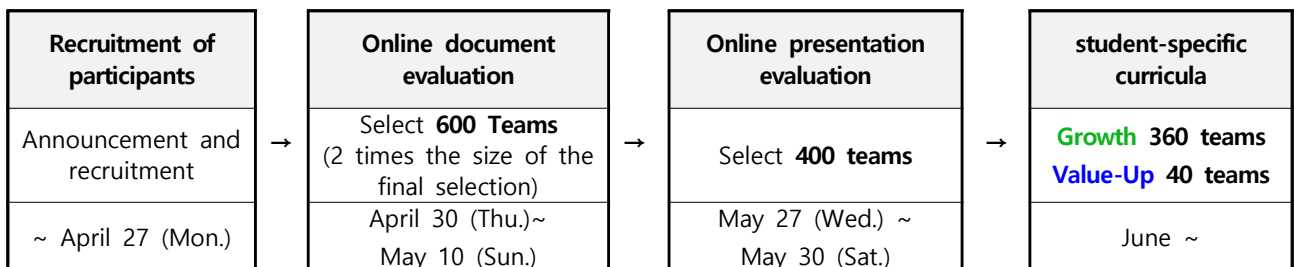 Recruitment of
participants
Announcement and
recruitment
~ April 27 (Mon.)
→
Online document
evaluation
Select 600 Teams
(2 times the size of the
final selection)
April 30 (Thu.)~
May 10 (Sun.)
→
Online presentation
evaluation
Select 400 teams
May 27 (Wed.) ~
May 30 (Sat.)
→
student-specific
curricula
Growth 360 teams
Value-Up 40 teams
June ~